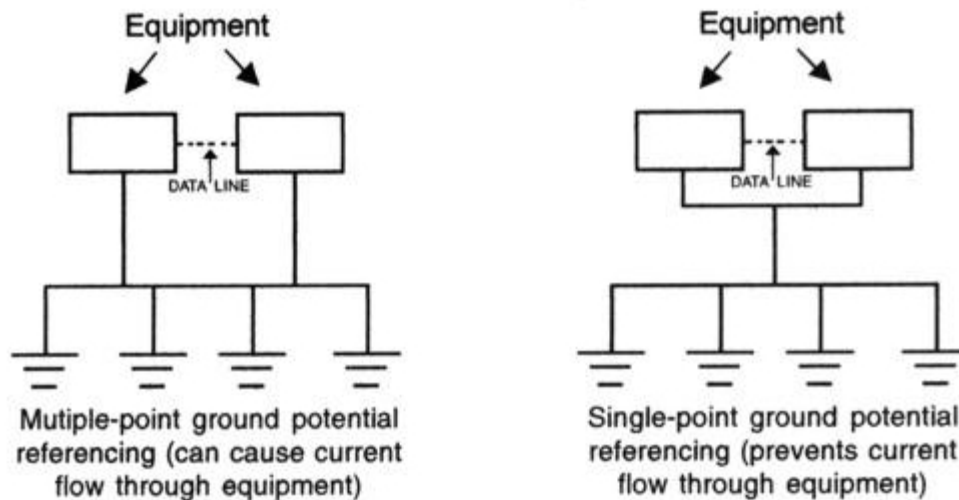 Equipment
DATA LINE
Mutiple-point ground potential
referencing (can cause current
flow through equipment)
Equipment
DATA LINE
Single-point ground potential
referencing (prevents current
flow through equipment)